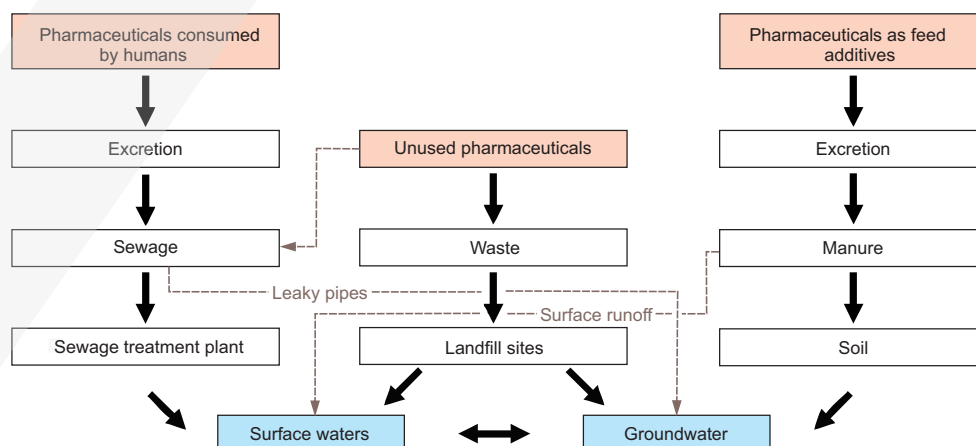 Pharmaceuticals consumed
by humans
Pharmaceuticals as feed
additives
Excretion
Unused pharmaceuticals
Excretion
Sewage
Waste
Manure
Leaky pipes
Surface runoff
Sewage treatment plant
Landfill sites
Soil
Surface waters
Groundwater